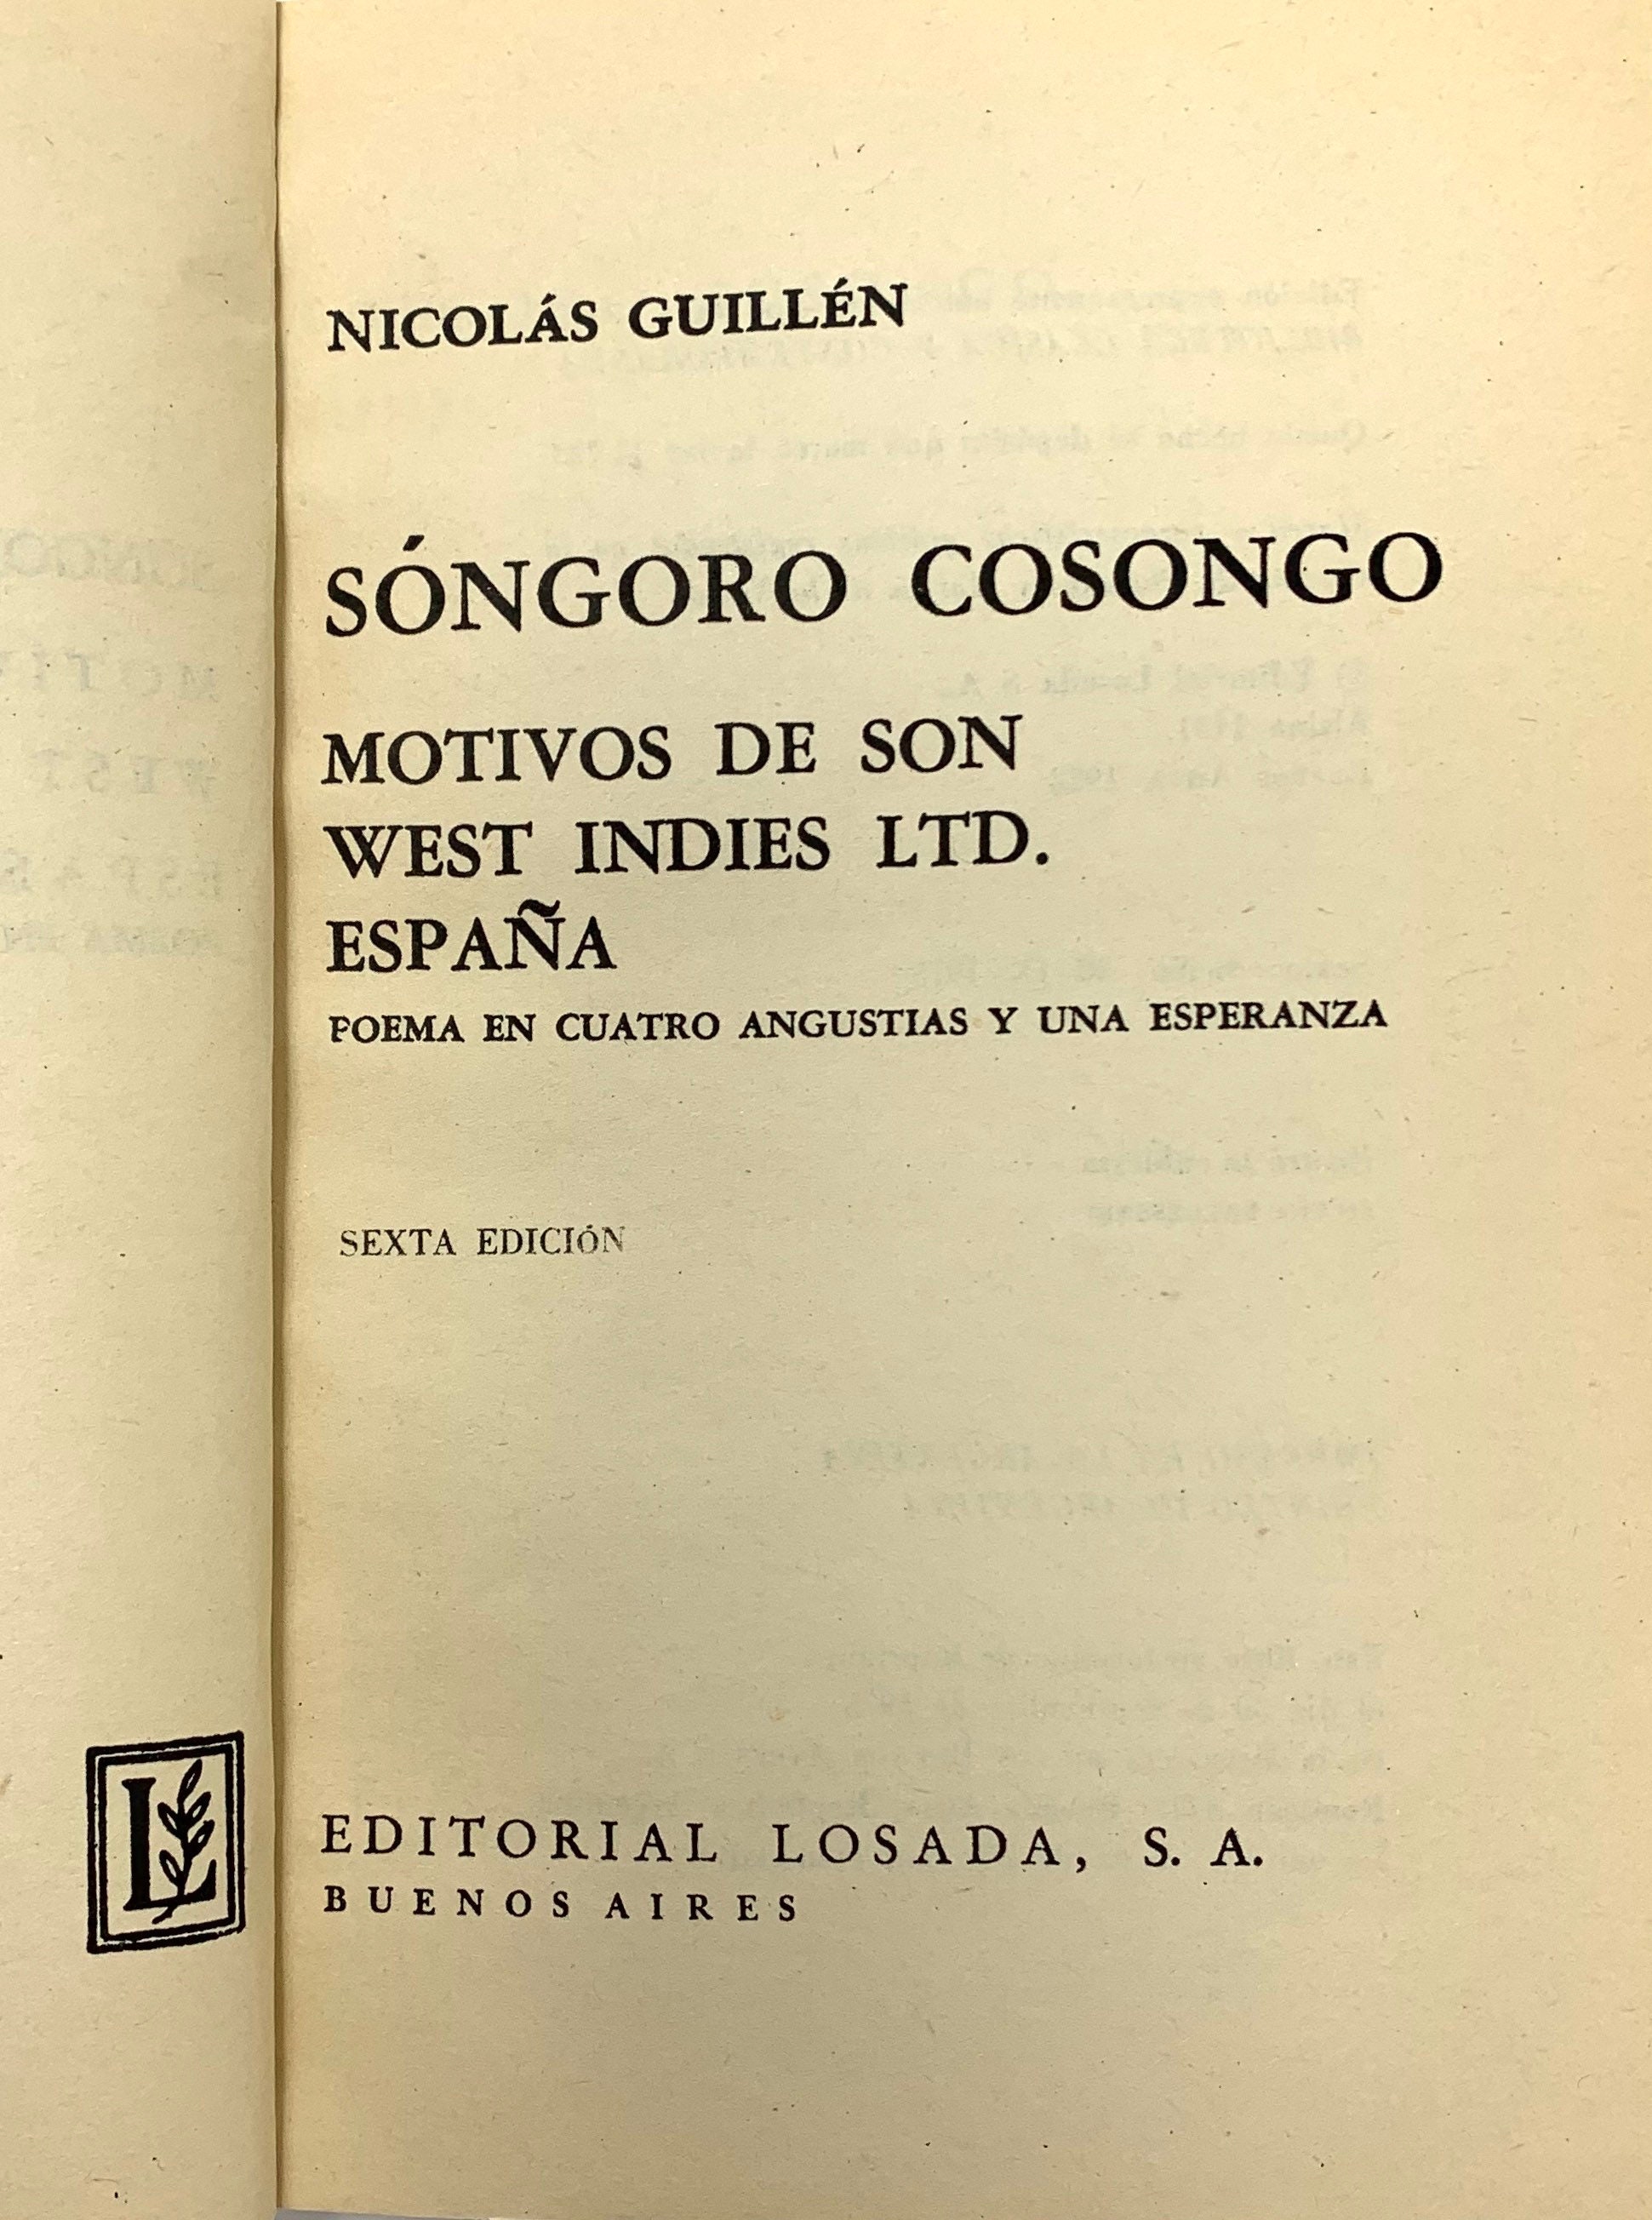 NICOLÁS GUILLÉN
SÓNGORO COSONGO
MOTIVOS DE SON
WEST INDIES LTD.
ESPAÑA
POEMA EN CUATRO ANGUSTIAS Y UNA ESPERANZA
SEXTA EDICIÓN
L
EDITORIAL LOSADA, S. A.
BUENOS AIRES